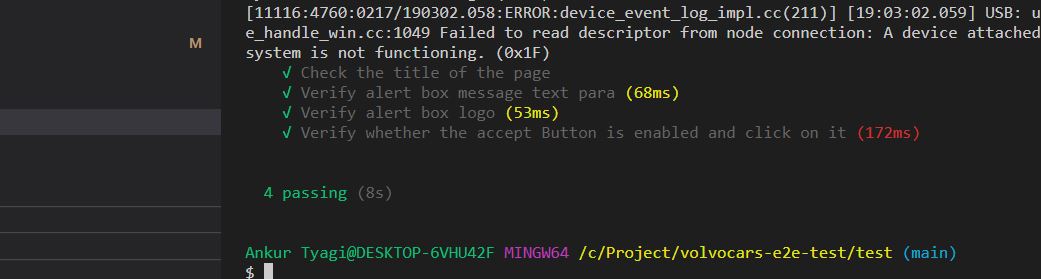 [11116:4760:0217/190302.058:ERROR:device_event_log_impl.cc(211)] [19:03:02.059] USB: u
e_handle_win.cc:1049 Failed to read descriptor from node connection: A device attached
system is not functioning. (0x1F)
M
√ Check the title of the page
√ Verify alert box message text para (68ms)
√ Verify alert box logo (53ms)
√ Verify whether the accept Button is enabled and click on it (172ms)
4 passing (8s)
Ankur Tyagi@DESKTOP-6VHU42F MINGW64 /c/Project/volvocars-e2e-test/test (main)
$